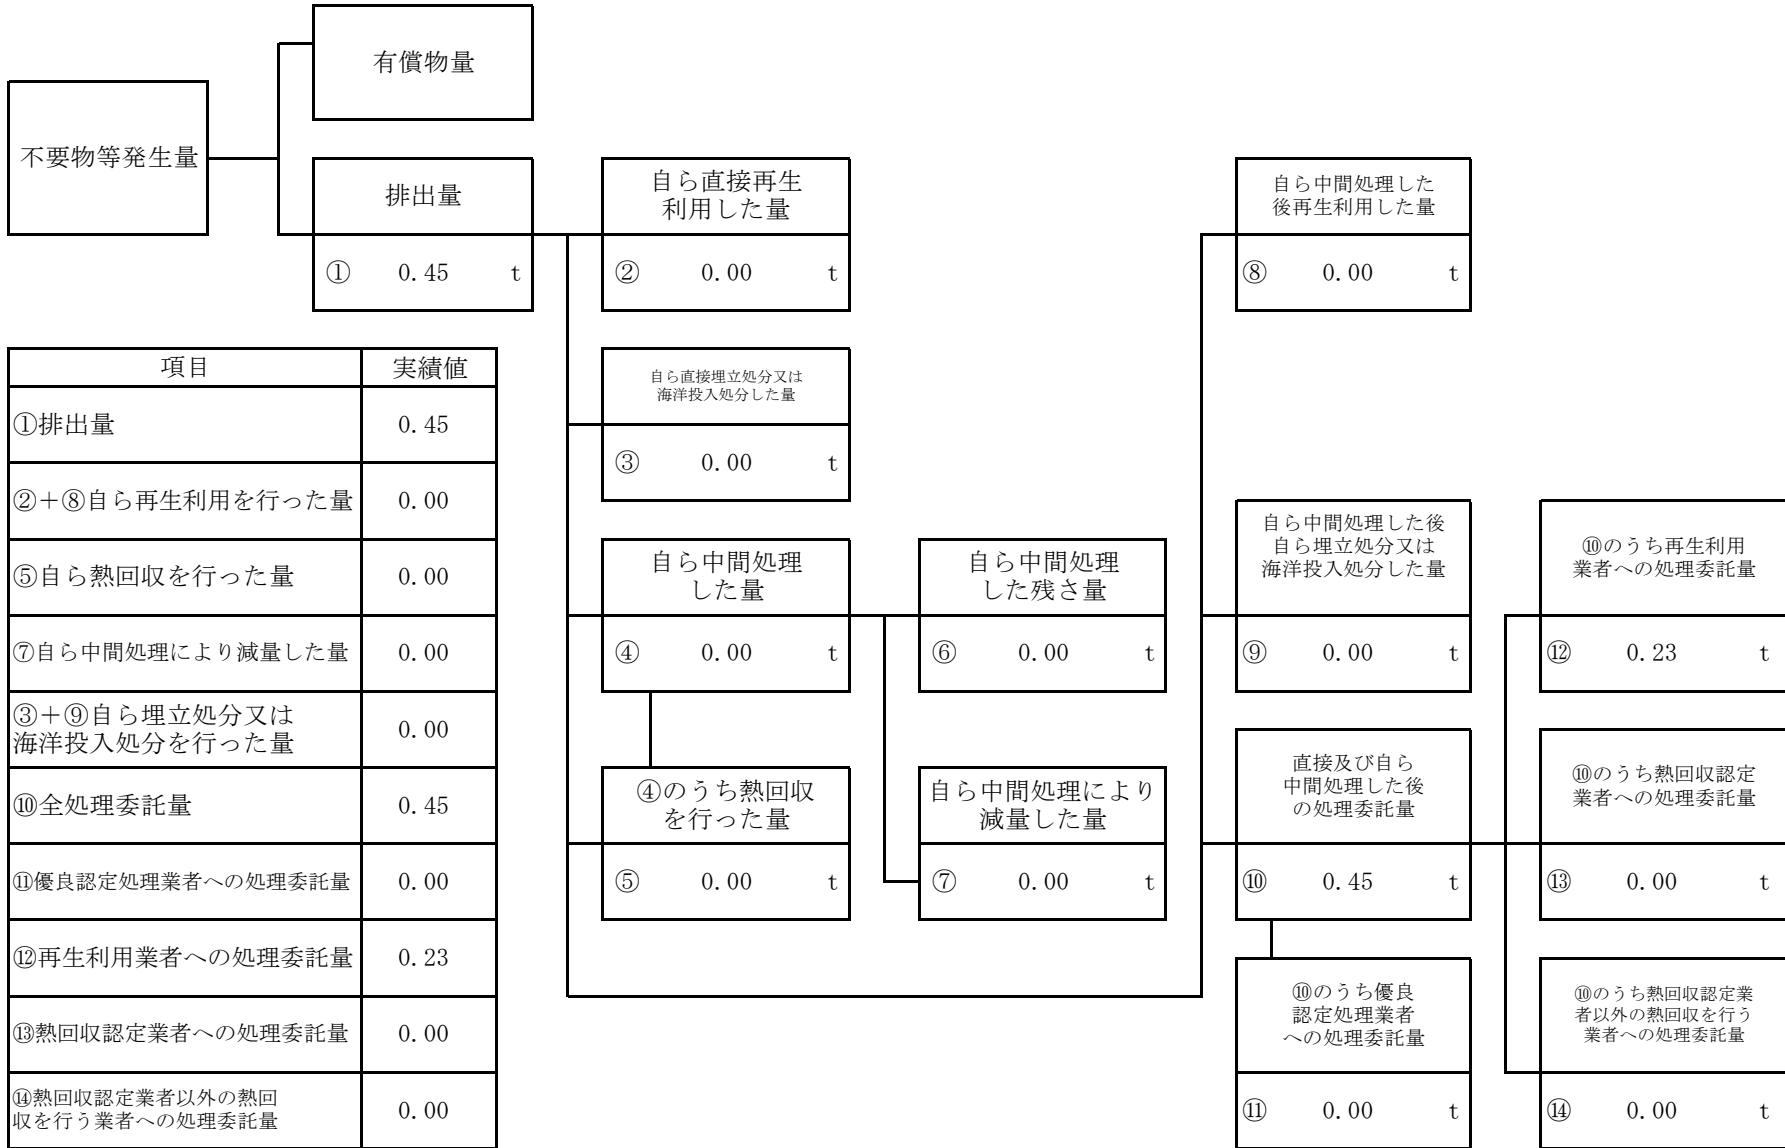 有償物量
不要物等発生量
排出量
① 0.45 t
自ら直接再生
利用した量
② 0.00 t
自ら中間処理した
後再生利用した量
⑧ 0.00 t
自ら直接埋立処分又は
海洋投入処分した量
③ 0.00 t
自ら中間処理
した量
④ 0.00 t
自ら中間処理
した残さ量
⑥ 0.00 t
自ら中間処理した後
自ら埋立処分又は
海洋投入処分した量
⑨ 0.00 t
⑩のうち再生利用
業者への処理委託量
⑫ 0.23 t
④のうち熱回収
を行った量
⑤ 0.00 t
自ら中間処理により
減量した量
⑦ 0.00 t
直接及び自ら
中間処理した後
の処理委託量
⑩ 0.45 t
⑩のうち熱回収認定
業者への処理委託量
⑬ 0.00 t
⑩のうち優良
認定処理業者
への処理委託量
⑪ 0.00 t
⑩のうち熱回収認定業
者以外の熱回収を行う
業者への処理委託量
⑭ 0.00 t
項目 実績値
①排出量 0.45
②+⑧自ら再生利用を行った量 0.00
⑤自ら熱回収を行った量 0.00
⑦自ら中間処理により減量した量 0.00
③+⑨自ら埋立処分又は
海洋投入処分を行った量 0.00
⑩全処理委託量 0.45
⑪優良認定処理業者への処理委託量 0.00
⑫再生利用業者への処理委託量 0.23
⑬熱回収認定業者への処理委託量 0.00
⑭熱回収認定業者以外の熱回
収を行う業者への処理委託量 0.00